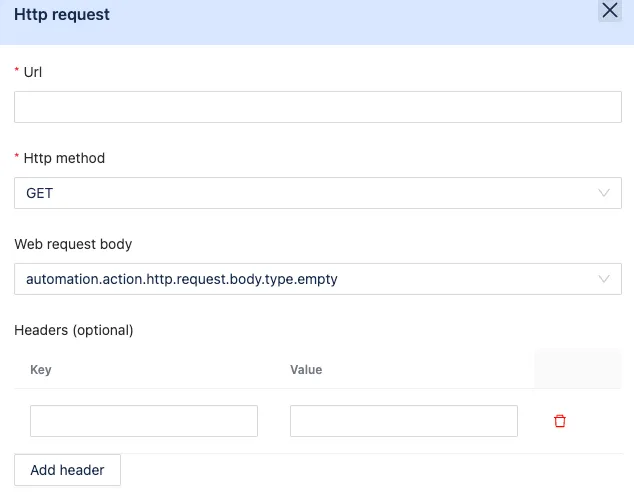 Http request
* Url
* Http method
GET
Web request body
automation.action.http.request.body.type.empty
Headers (optional)
Key Value
Add header